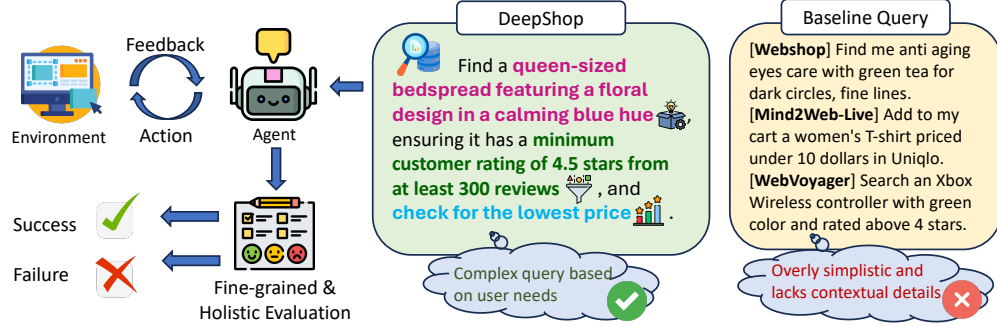 Feedback
Environment
Action
Agent
Success
Failure
Fine-grained &
Holistic Evaluation
DeepShop
Find a queen-sized
bedspread featuring a floral
design in a calming blue hue ,
ensuring it has a minimum
customer rating of 4.5 stars from
at least 300 reviews , and
check for the lowest price .
Complex query based
on user needs
Baseline Query
[Webshop] Find me anti aging
eyes care with green tea for
dark circles, fine lines.
[Mind2Web-Live] Add to my
cart a women's T-shirt priced
under 10 dollars in Uniqlo.
[WebVoyager] Search an Xbox
Wireless controller with green
color and rated above 4 stars.
Overly simplistic and
lacks contextual details